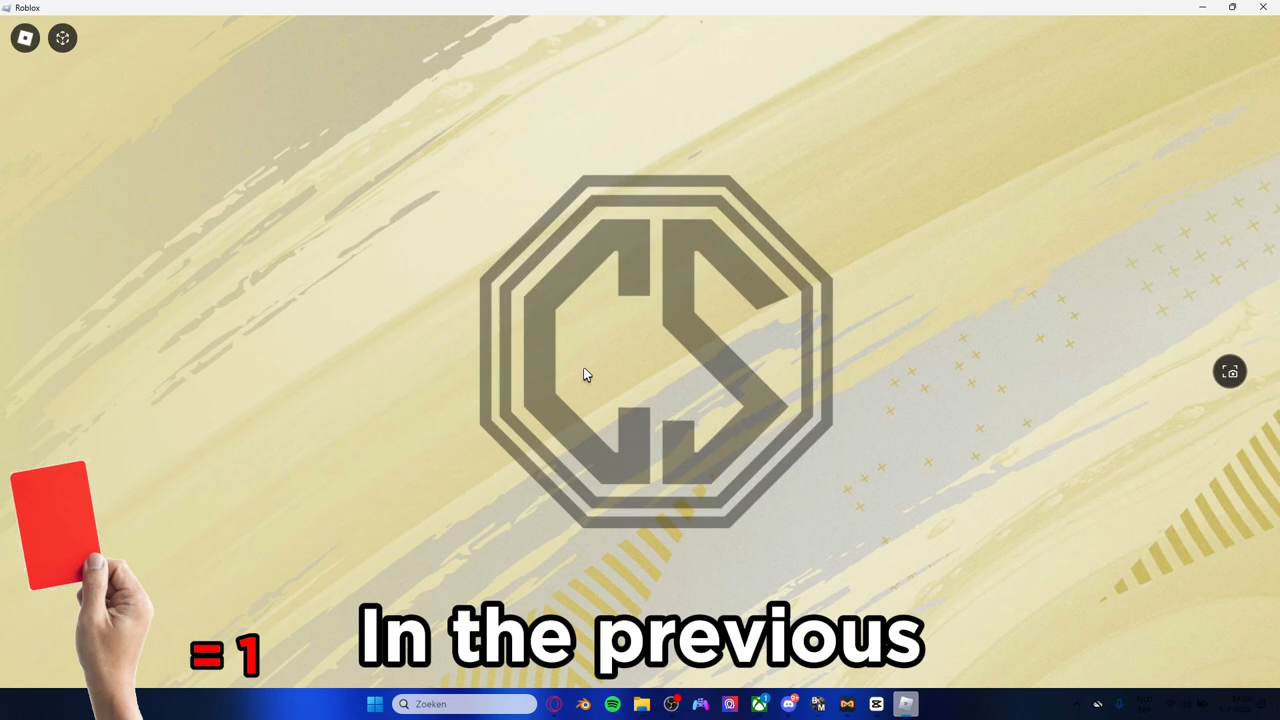 Roblox
CS
= 1
In the previous
Zoeken